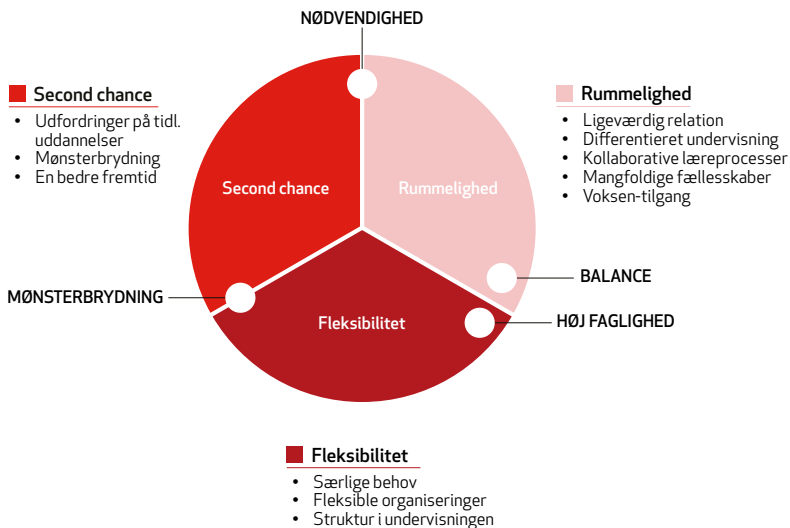 NØDVENDIGHED
Second chance
• Udfordringer på tidl.
uddannelser
• Mønsterbrydning
• En bedre fremtid
Rummelighed
• Ligeværdig relation
• Differentieret undervisning
• Kollaborative læreprocesser
• Mangfoldige fællesskaber
• Voksen-tilgang
Second chance
Rummelighed
BALANCE
MØNSTERBRYDNING
HØJ FAGLIGHED
Fleksibilitet
Fleksibilitet
• Særlige behov
• Fleksible organiseringer
• Struktur i undervisningen